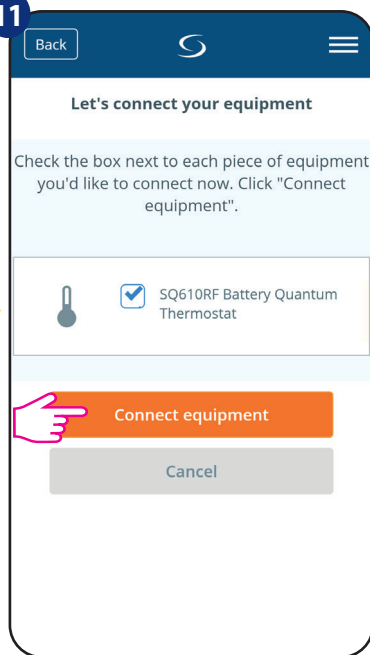 11
Back
Let's connect your equipment
Check the box next to each piece of equipment
you'd like to connect now. Click "Connect
equipment".
SQ610RF Battery Quantum
Thermostat
Connect equipment
Cancel